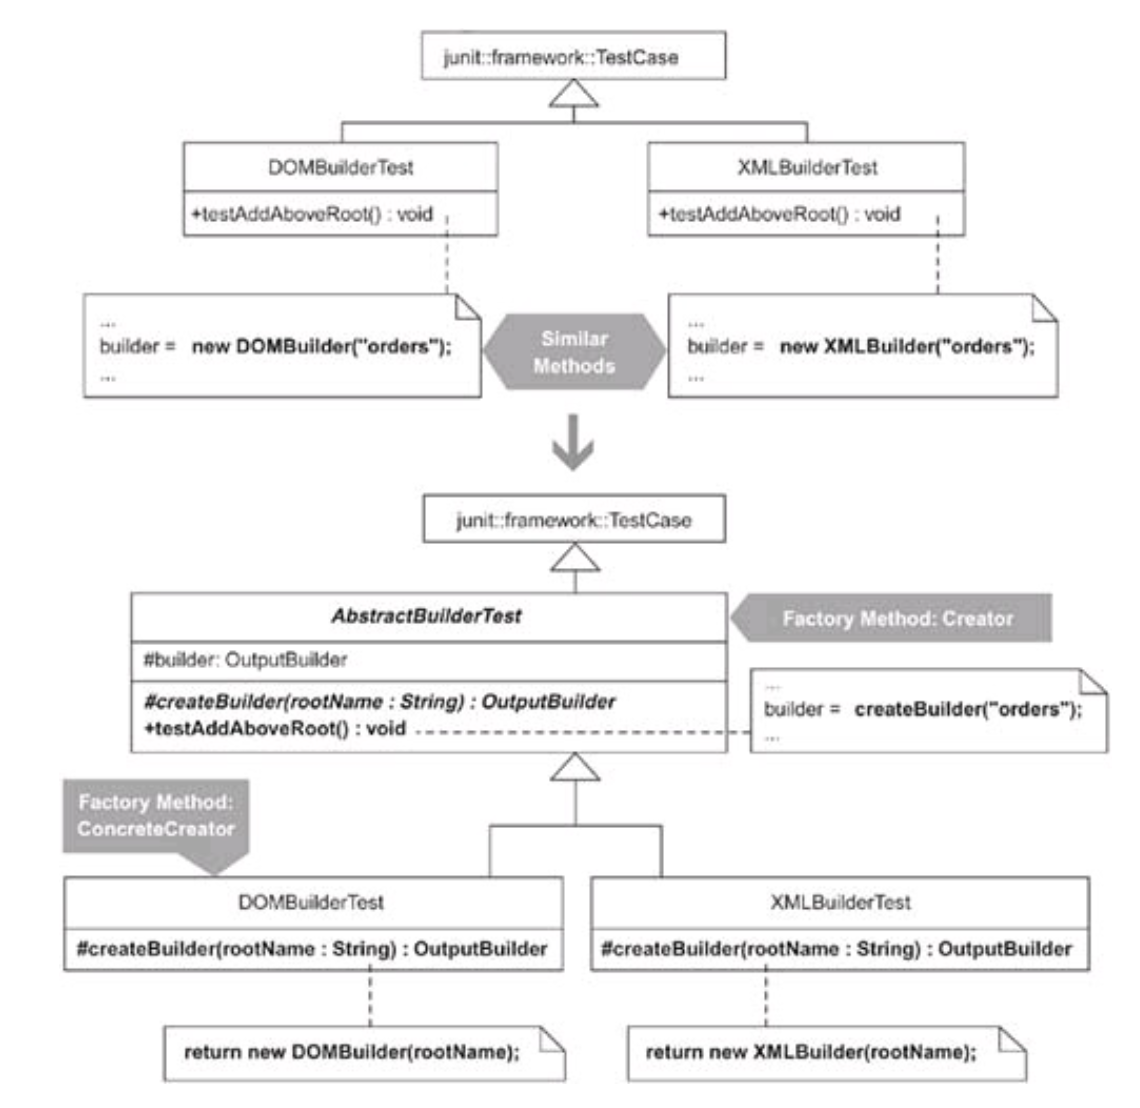 junit::framework::TestCase
DOMBuilderTest
+testAddAboveRoot() : void
XMLBuilderTest
+testAddAboveRoot() : void
...
builder = new DOMBuilder("orders");
...
Similar
Methods
...
builder = new XMLBuilder("orders");
...
junit::framework::TestCase
AbstractBuilderTest
#builder: OutputBuilder
#createBuilder(rootName : String) : OutputBuilder
+testAddAboveRoot() : void
Factory Method: Creator
...
builder = createBuilder("orders");
...
Factory Method:
ConcreteCreator
DOMBuilderTest
#createBuilder(rootName : String) : OutputBuilder
XMLBuilderTest
#createBuilder(rootName : String) : OutputBuilder
return new DOMBuilder(rootName);
return new XMLBuilder(rootName);